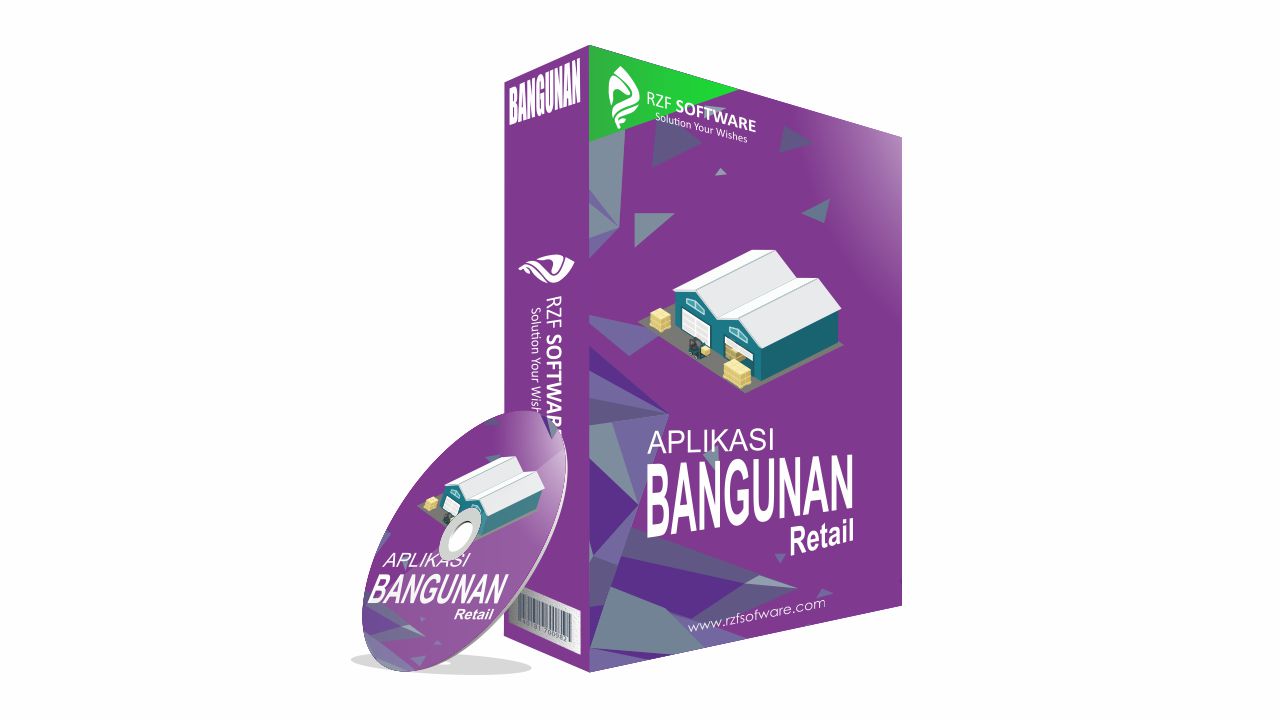 BANGUNAN
RZF SOFTWARE
Solution Your Wishes
RZF SOFTWARE
Solution Your
APLIKASI
BANGUNAN
Retail
www.rzfsofware.com
APLIKASI
BANGUNAN
Retail